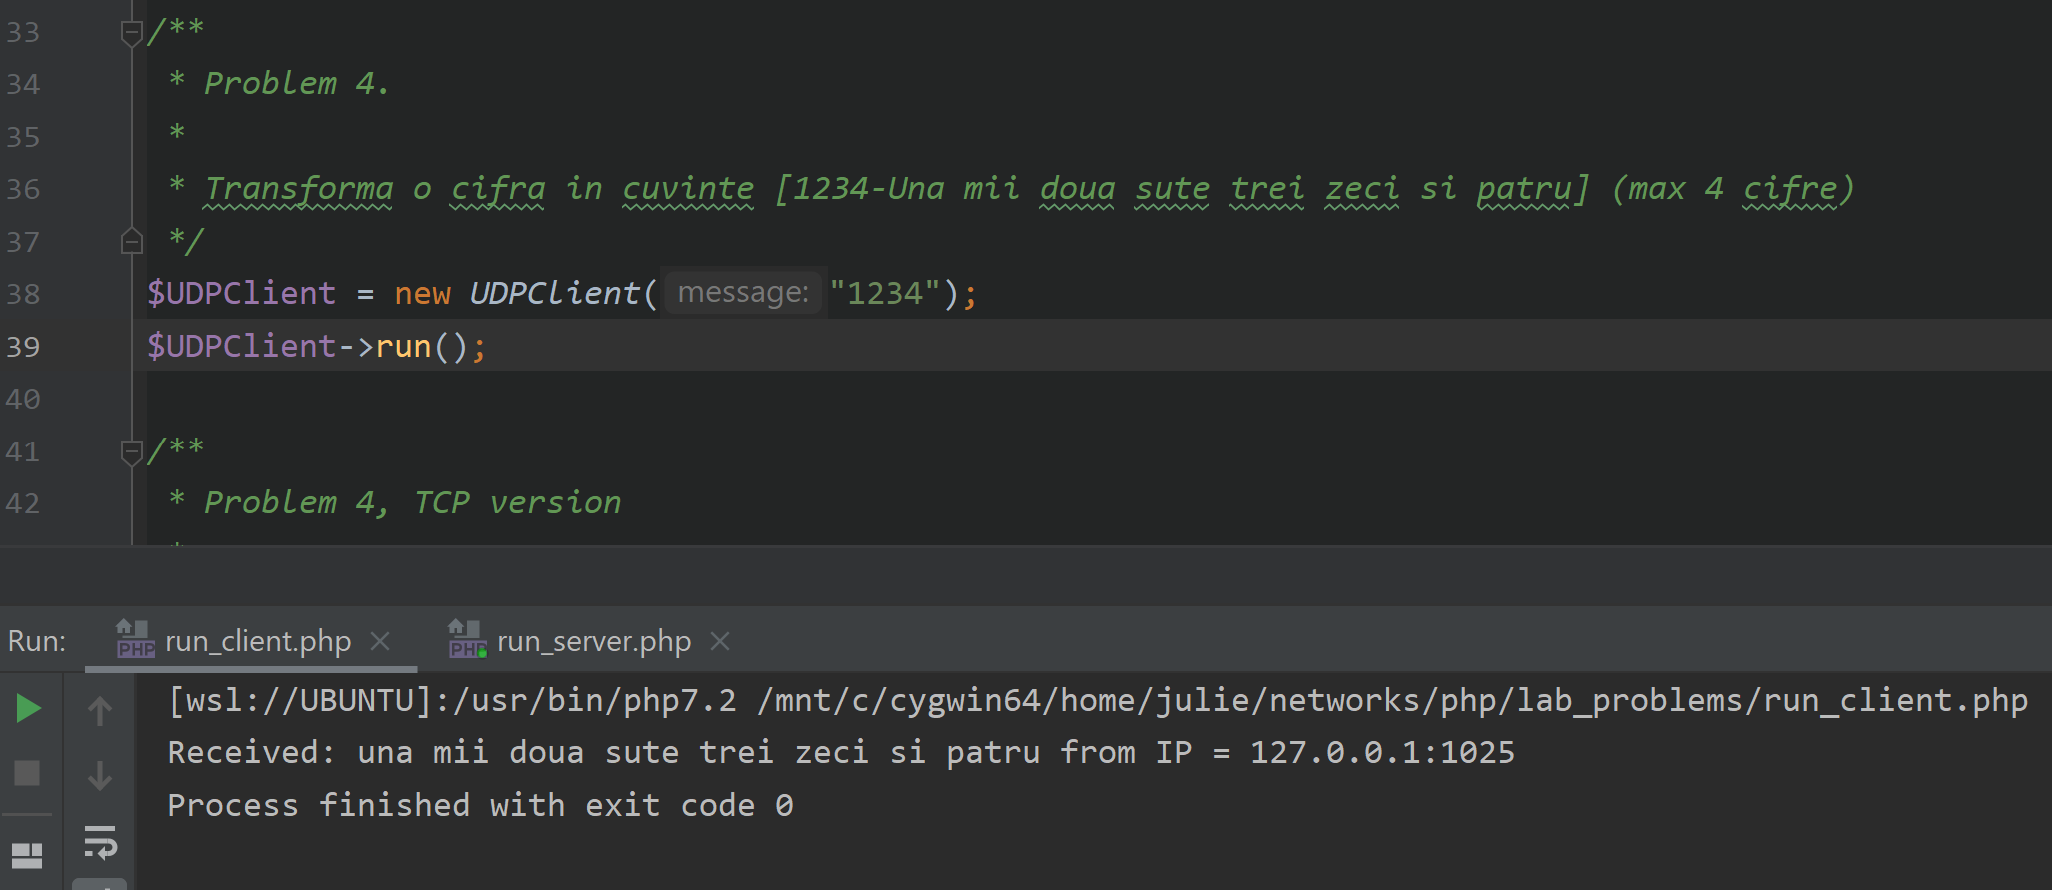 33 /**
34 * Problem 4.
35 *
36 * Transforma o cifra in cuvinte [1234-Una mii doua sute trei zeci si patru] (max 4 cifre)
37 */
38 $UDPClient = new UDPClient( message: "1234");
39 $UDPClient->run();
40
41 /**
42 * Problem 4, TCP version
*
Run: PHP run_client.php × PHP run_server.php ×
[wsl://UBUNTU]:/usr/bin/php7.2 /mnt/c/cygwin64/home/julie/networks/php/lab_problems/run_client.php
Received: una mii doua sute trei zeci si patru from IP = 127.0.0.1:1025
Process finished with exit code 0